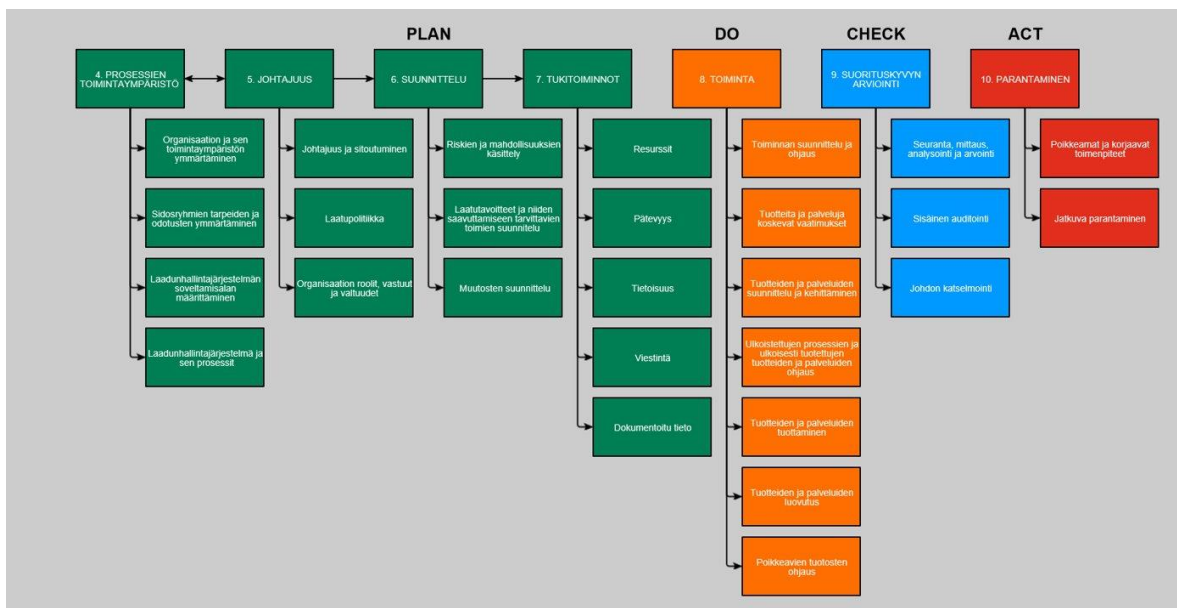 PLAN
DO
CHECK
ACT
4. PROSESSIEN
TOIMINTAYMPÄRISTÖ
5. JOHTAJUUS
6. SUUNNITTELU
7. TUKITOIMINNOT
8. TOIMINTA
9. SUORITUSKYVYN
ARVIOINTI
10. PARANTAMINEN
Organisaation ja sen
toimintaympäristön
ymmärtäminen
Sidosryhmien tarpeiden ja
odotusten ymmärtäminen
Laadunhallintajärjestelmän
soveltamisalan
määrittäminen
Laadunhallintajärjestelmä ja
sen prosessit
Johtajuus ja sitoutuminen
Laatupolitiikka
Organisaation roolit, vastuut
ja valtuudet
Riskien ja mahdollisuuksien
käsittely
Laatutavoitteet ja niiden
saavuttamiseen tarvittavien
toimien suunnitelu
Muutosten suunnittelu
Resurssit
Pätevyys
Tietoisuus
Viestintä
Dokumentoitu tieto
Toiminnan suunnittelu ja
ohjaus
Tuotteita ja palveluja
koskevat vaatimukset
Tuotteiden ja palveluiden
suunnittelu ja kehittäminen
Ulkoistettujen prosessien ja
ulkoisesti tuotettujen
tuotteiden ja palveluiden
ohjaus
Tuotteiden ja palveluiden
tuottaminen
Tuotteiden ja palveluiden
luovutus
Poikkeavien tuotosten
ohjaus
Seuranta, mittaus,
analysointi ja arvointi
Sisäinen auditointi
Johdon katselmointi
Poikkeamat ja korjaavat
toimenpiteet
Jatkuva parantaminen